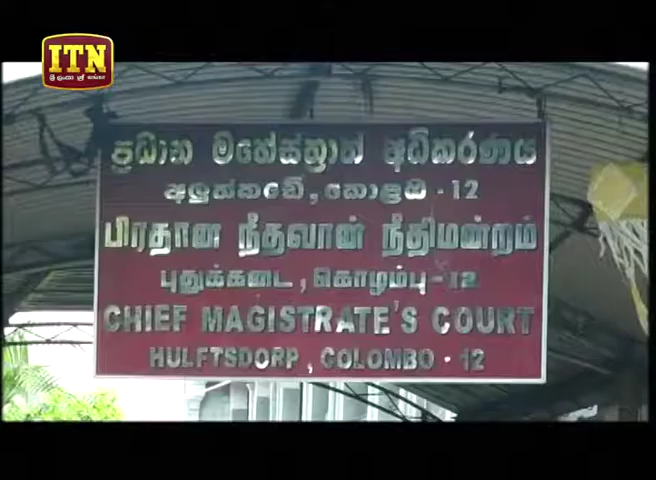 ITN
ප්‍රධාන මහේස්ත්‍රාත් අධිකරණය
අලුත්කඩේ, කොළඹ - 12
பிரதான நீதவான் நீதிமன்றம்
புதுக்கடை, கொழும்பு - 12
CHIEF MAGISTRATE'S COURT
HULFTSDORP, COLOMBO - 12